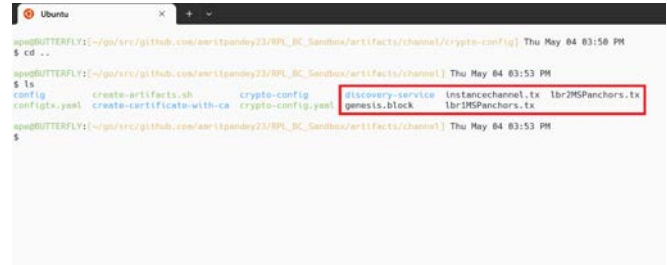 Ubuntu
ape@BUTTERFLY:[~/go/src/github.com/amritpandey23/RPL_BC_Sandbox/artifacts/channel/crypto-config] Thu May 04 03:50 PM
$ cd ..
ape@BUTTERFLY:[~/go/src/github.com/amritpandey23/RPL_BC_Sandbox/artifacts/channel] Thu May 04 03:53 PM
$ ls
config create-artifacts.sh crypto-config discovery-service instancechannel.tx lbr2MSPanchors.tx
configtx.yaml create-certificate-with-ca crypto-config.yaml genesis.block lbr1MSPanchors.tx
ape@BUTTERFLY:[~/go/src/github.com/amritpandey23/RPL_BC_Sandbox/artifacts/channel] Thu May 04 03:53 PM
$